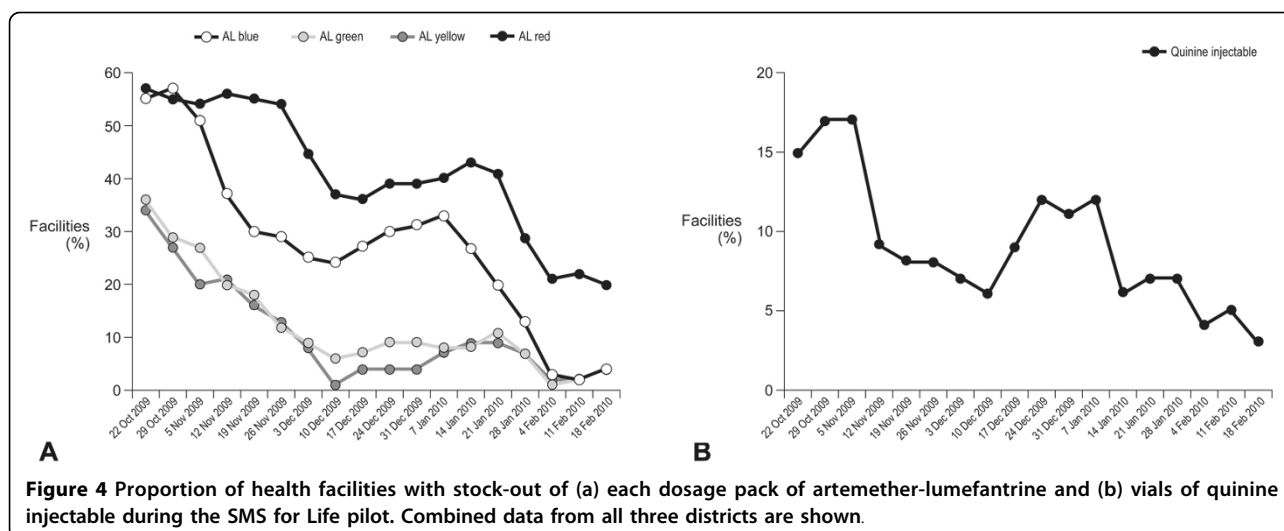 AL blue AL green AL yellow AL red
60
50
40
30
20
10
0
Facilities
(%)
22 Oct 2009
29 Oct 2009
5 Nov 2009
12 Nov 2009
19 Nov 2009
26 Nov 2009
3 Dec 2009
10 Dec 2009
17 Dec 2009
24 Dec 2009
31 Dec 2009
7 Jan 2010
14 Jan 2010
21 Jan 2010
28 Jan 2010
4 Feb 2010
11 Feb 2010
18 Feb 2010
A
Quinine injectable
20
15
10
5
0
Facilities
(%)
22 Oct 2009
29 Oct 2009
5 Nov 2009
12 Nov 2009
19 Nov 2009
26 Nov 2009
3 Dec 2009
10 Dec 2009
17 Dec 2009
24 Dec 2009
31 Dec 2009
7 Jan 2010
14 Jan 2010
21 Jan 2010
28 Jan 2010
4 Feb 2010
11 Feb 2010
18 Feb 2010
B
Figure 4 Proportion of health facilities with stock-out of (a) each dosage pack of artemether-lumefantrine and (b) vials of quinine
injectable during the SMS for Life pilot. Combined data from all three districts are shown.